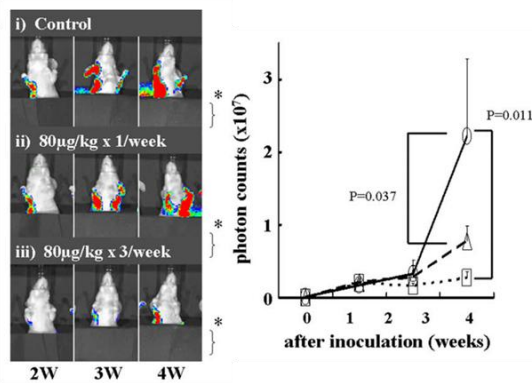 i) Control
*
ii) 80µg/kg x 1/week
*
iii) 80µg/kg x 3/week
*
2W 3W 4W
photon counts (x10⁷)
3
2
1
0
P=0.011
P=0.037
0 1 2 3 4
after inoculation (weeks)